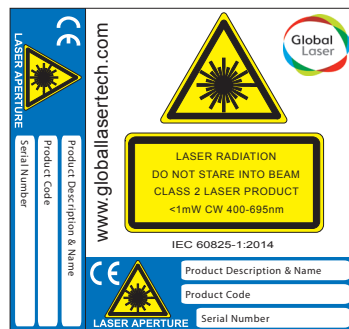 CE
LASER APERTURE
Product Description & Name
Product Code
Serial Number
www.globallasertech.com
Global
Laser
LASER RADIATION
DO NOT STARE INTO BEAM
CLASS 2 LASER PRODUCT
<1mW CW 400-695nm
IEC 60825-1:2014
CE
LASER APERTURE
Product Description & Name
Product Code
Serial Number